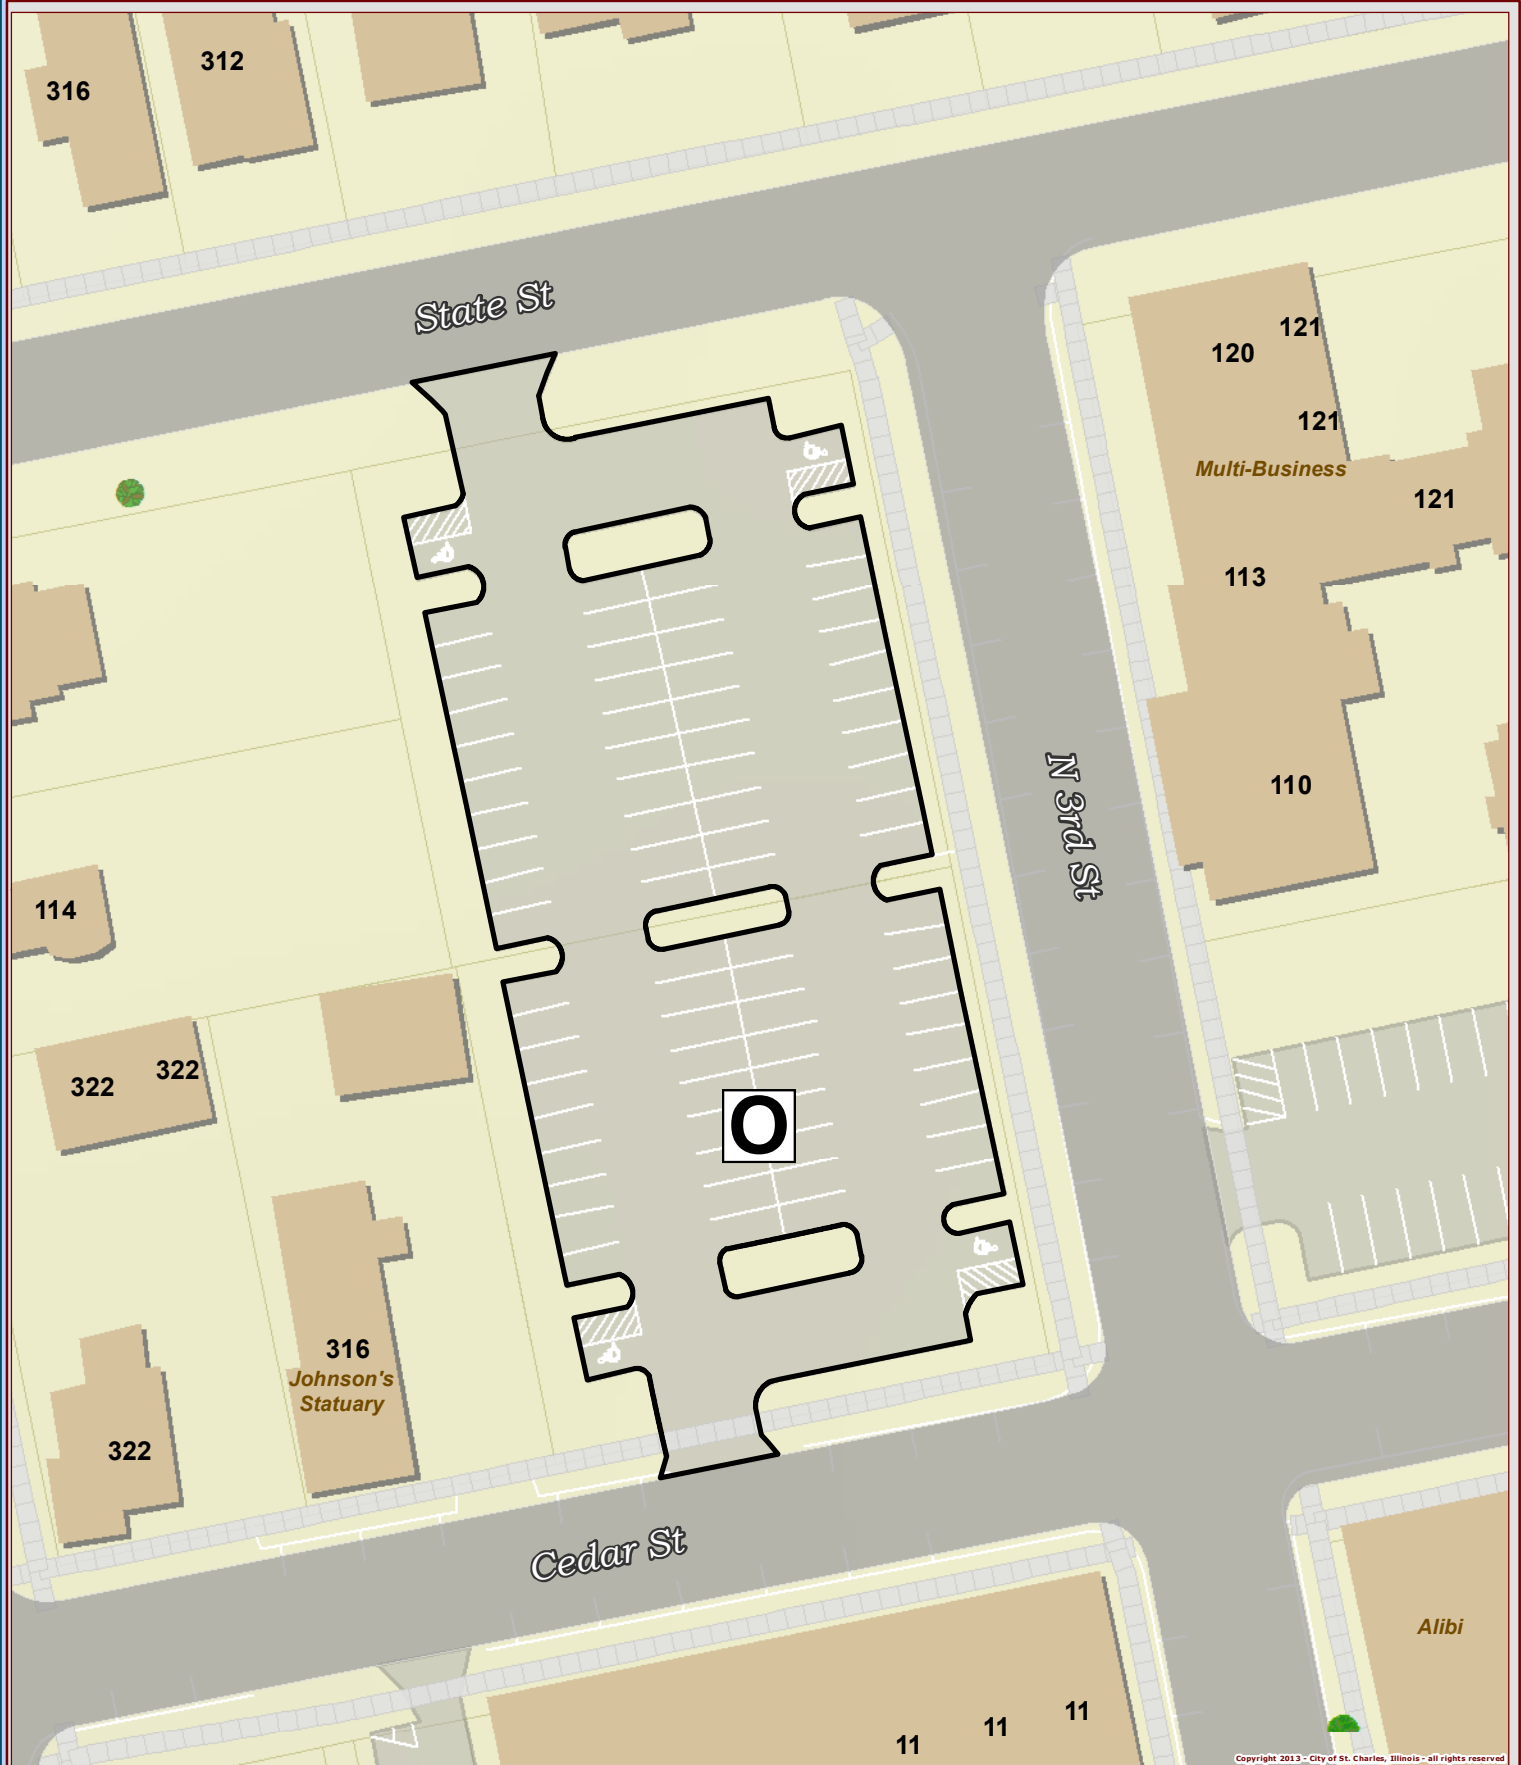 312
316
State St
121
120
121
Multi-Business
121
113
N 3rd St
110
114
322
322
O
316
Johnson's
Statuary
322
Cedar St
Alibi
11
11
11
Copyright 2013 - City of St. Charles, Illinois - all rights reserved